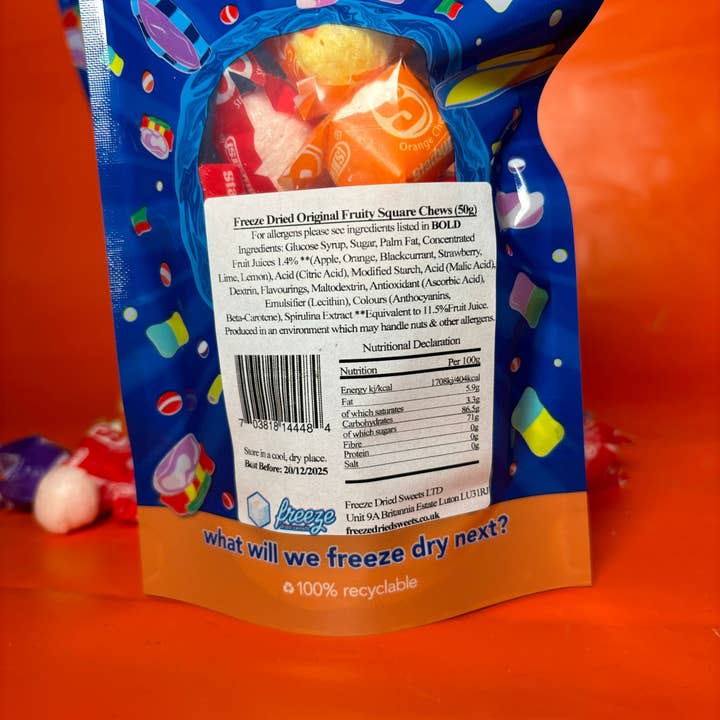 Orange Ch
Starbu
Freeze Dried Original Fruity Square Chews (50g)
For allergens please see ingredients listed in BOLD
Ingredients: Glucose Syrup, Sugar, Palm Fat, Concentrated
Fruit Juices 1.4% **(Apple, Orange, Blackcurrant, Strawberry,
Lime, Lemon), Acid (Citric Acid), Modified Starch, Acid (Malic Acid),
Dextrin, Flavourings, Maltodextrin, Antioxidant (Ascorbic Acid),
Emulsifier (Lecithin), Colours (Anthocyanins,
Beta-Carotene), Spirulina Extract **Equivalent to 11.5%Fruit Juice.
Produced in an environment which may handle nuts & other allergens.
Nutritional Declaration
Nutrition Per 100g
Energy kj/kcal 1708kj/404kcal
Fat 5.9g
of which saturates 3.3g
Carbohydrates 86.5g
of which sugars 71g
Fibre 0g
Protein 0g
Salt 0g
7 03818 14448 4
Store in a cool, dry place.
Best Before: 20/12/2025
freeze
Freeze Dried Sweets LTD
Unit 9A Britannia Estate Luton LU31RJ
freezedriedsweets.co.uk
what will we freeze dry next?
100% recyclable